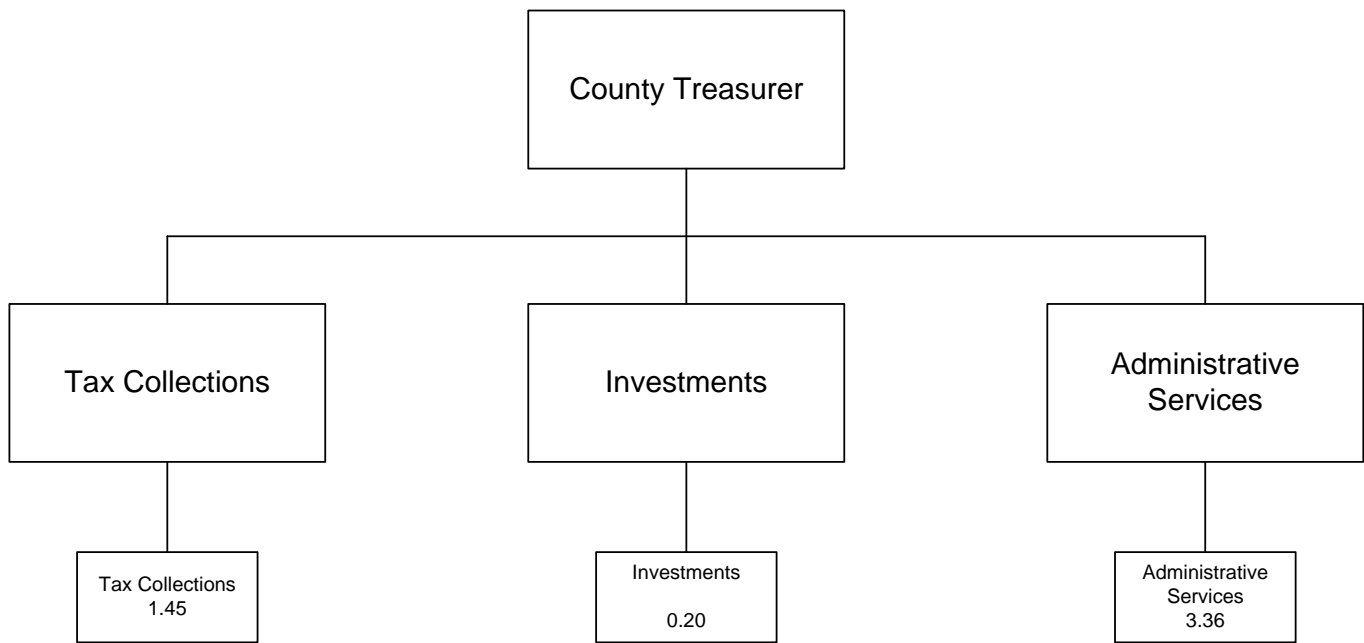 County Treasurer
Tax Collections
Investments
Administrative
Services
Tax Collections
1.45
Investments
0.20
Administrative
Services
3.36